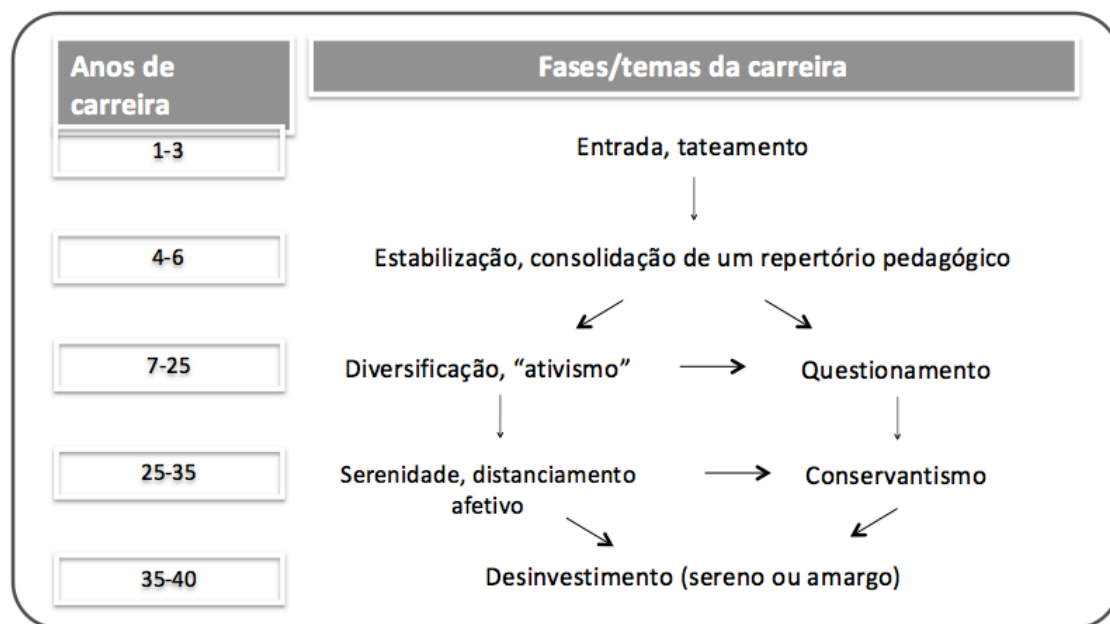 Anos de
carreira
Fases/temas da carreira
1-3
Entrada, tateamento
4-6
Estabilização, consolidação de um repertório pedagógico
7-25
Diversificação, “ativismo”
Questionamento
25-35
Serenidade, distanciamento
afetivo
Conservantismo
35-40
Desinvestimento (sereno ou amargo)